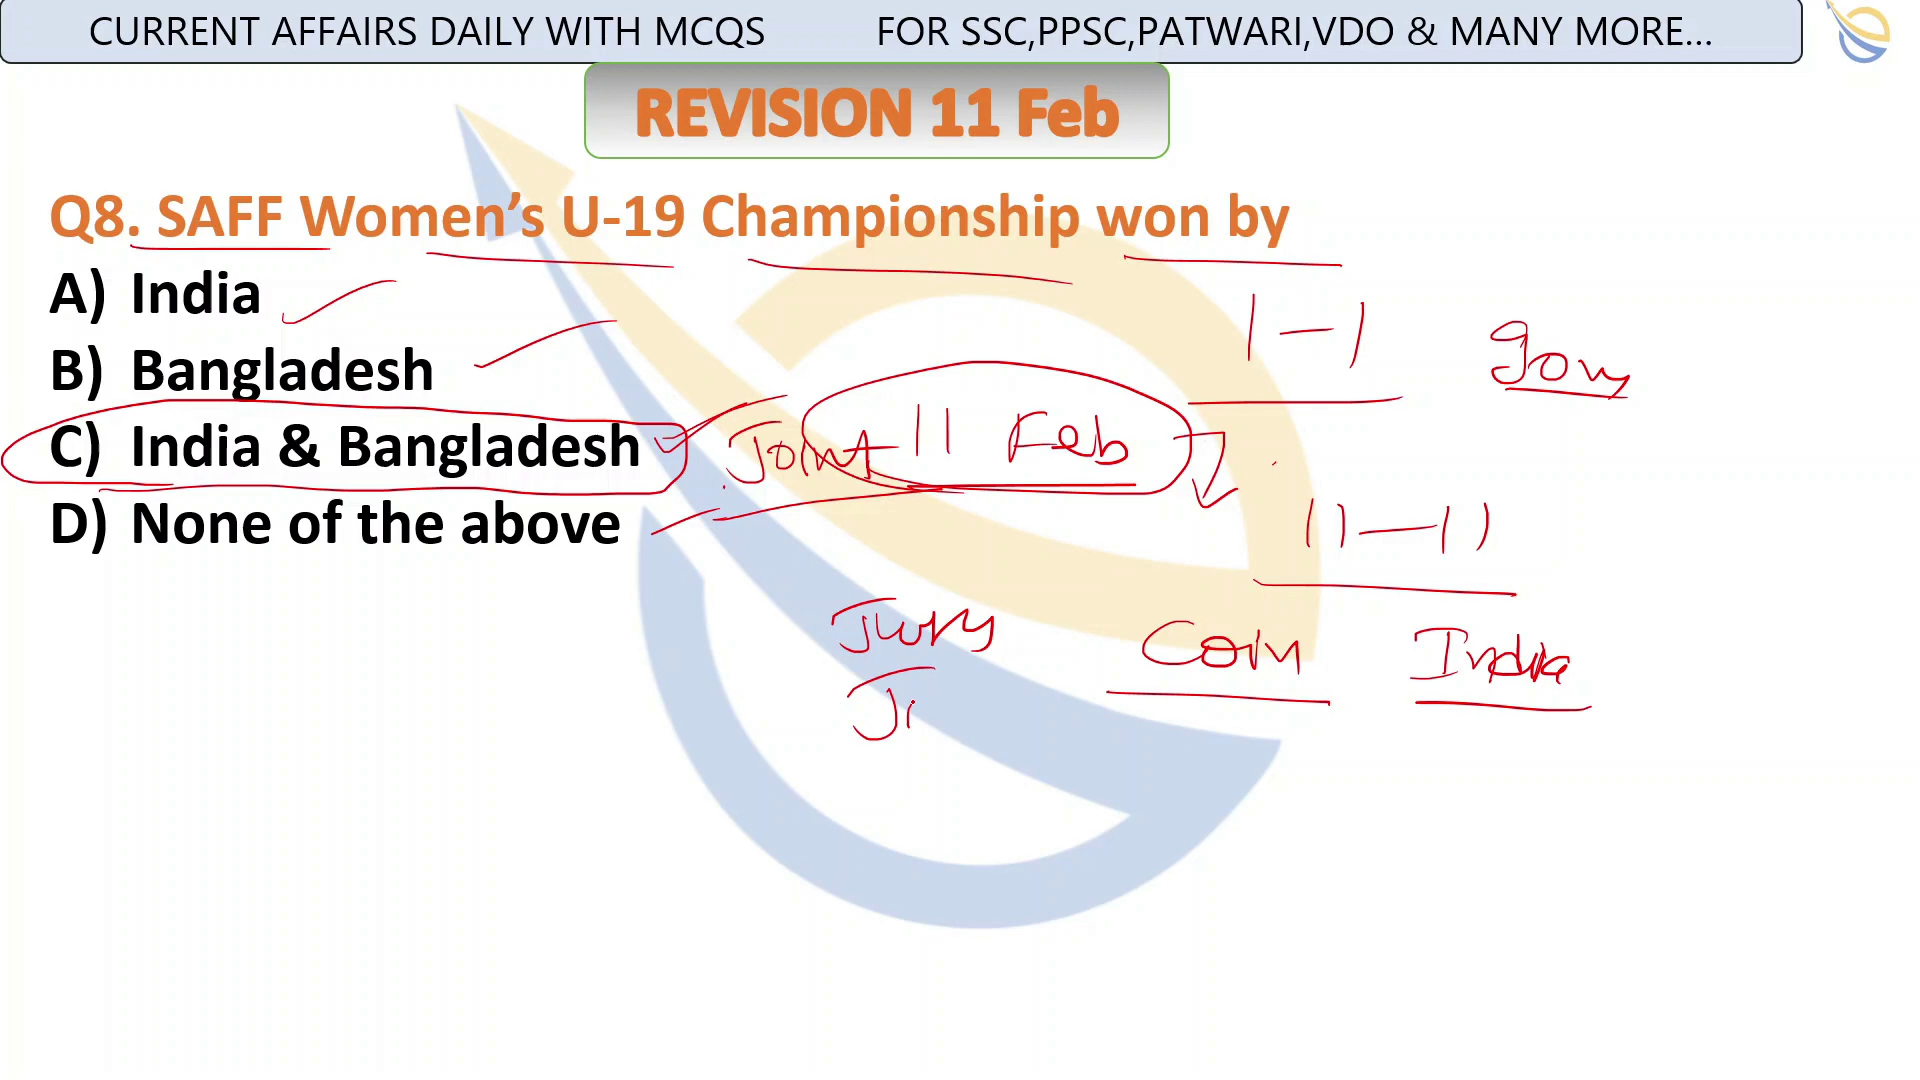 CURRENT AFFAIRS DAILY WITH MCQS FOR SSC,PPSC,PATWARI,VDO & MANY MORE...
REVISION 11 Feb
Q8. SAFF Women's U-19 Championship won by
A) India
B) Bangladesh
C) India & Bangladesh
D) None of the above
1-1
Joint 11 Feb
11-11
Jury Coin India
Ji